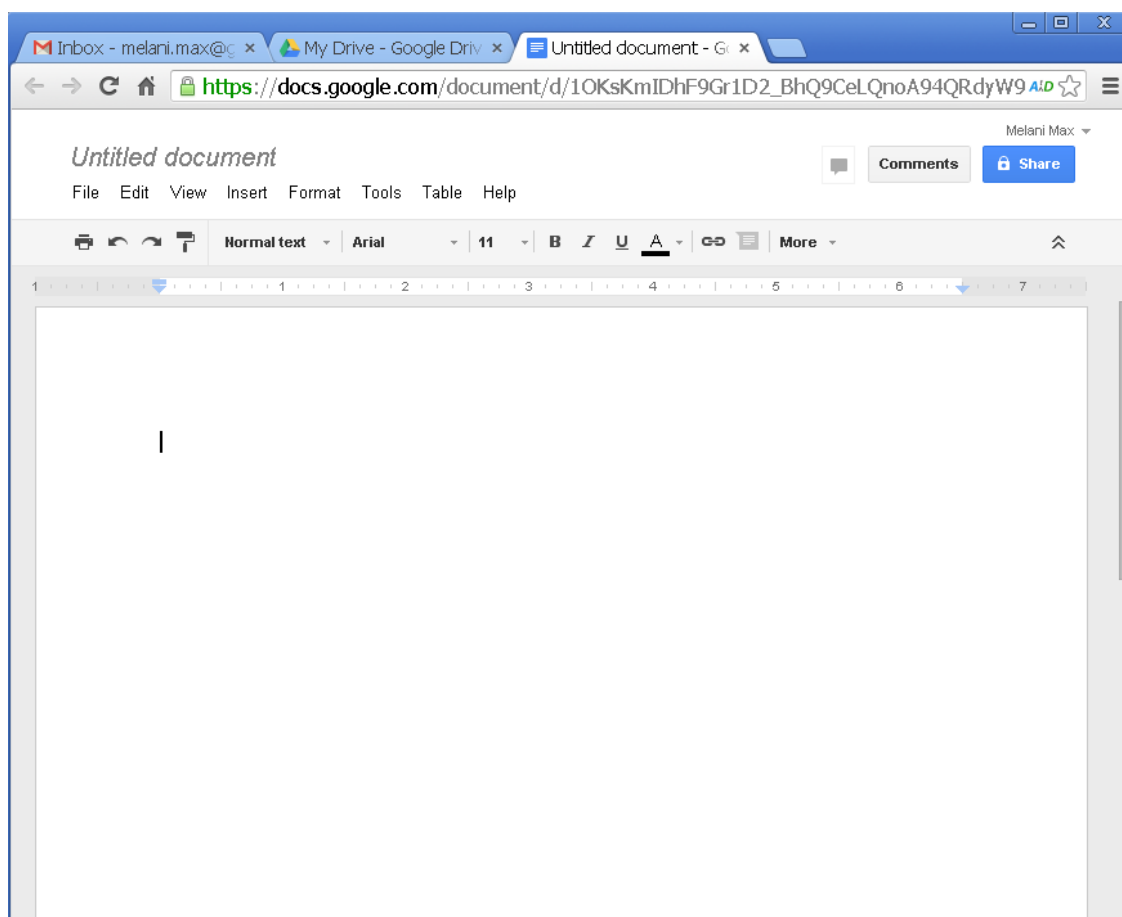 Inbox - melani.max@g
My Drive - Google Driv
Untitled document - Go
https://docs.google.com/document/d/1OKsKmIDhF9Gr1D2_BhQ9CeLQnoA94QRdyW9
Melani Max
Untitled document
Comments
Share
File Edit View Insert Format Tools Table Help
Normal text Arial 11 B I U A More
1 1 2 3 4 5 6 7